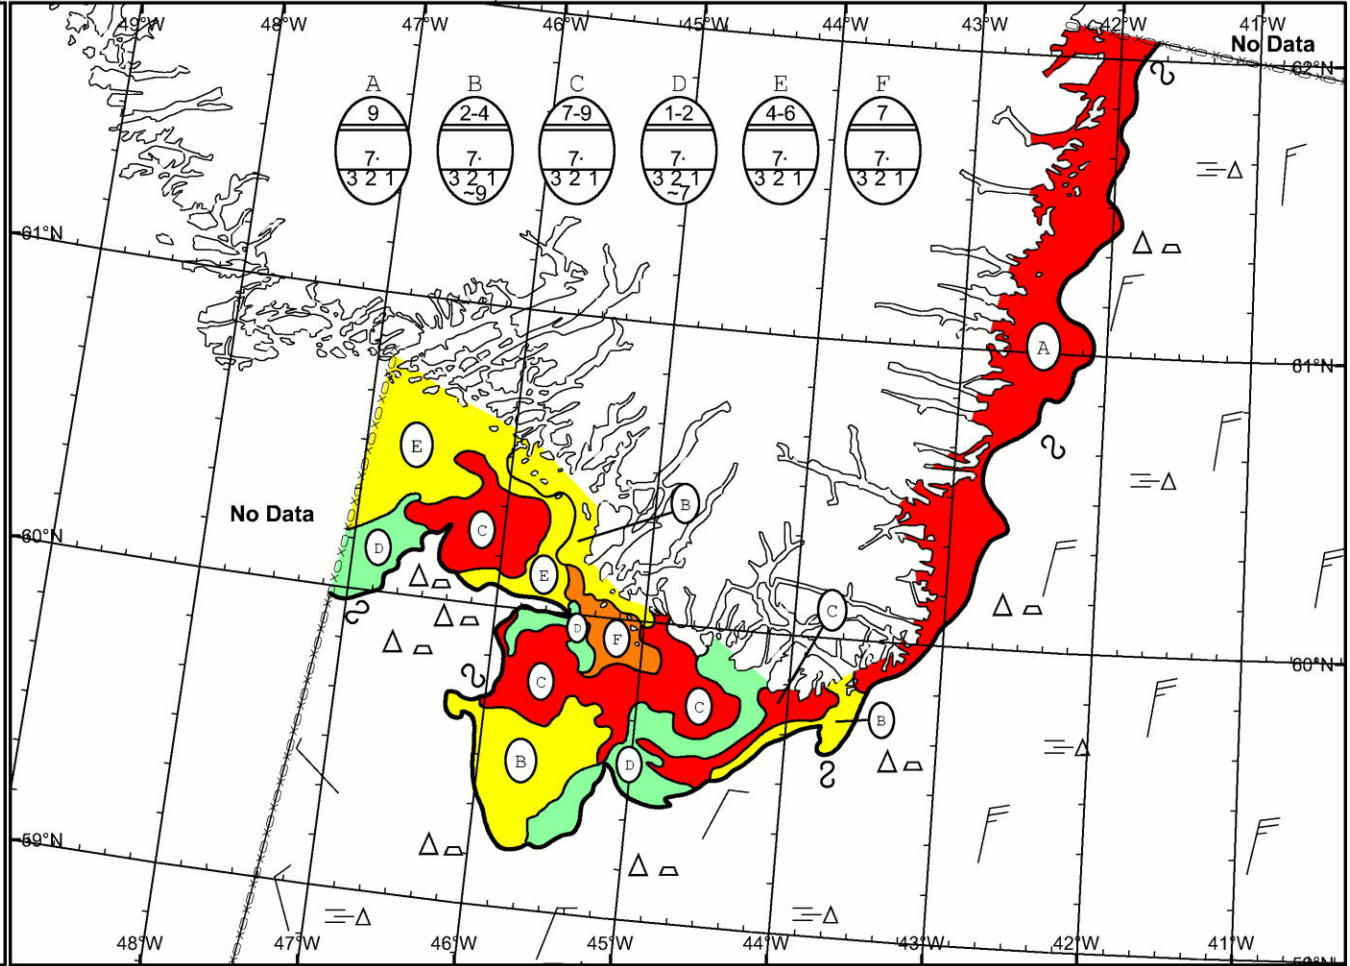 49°W 48°W 47°W 46°W 45°W 44°W 43°W 42°W 41°W
No Data
62°N
A B C D E F
9 2-4 7-9 1-2 4-6 7
7· 7· 7· 7· 7· 7·
3 2 1 3 2 1 3 2 1 3 2 1 3 2 1 3 2 1
~9 ~7
61°N
A
61°N
E
B
No Data
C
60°N
D
E
C
D F
60°N
C
C
B
B
D
59°N
48°W 47°W 46°W 45°W 44°W 43°W 42°W 41°W